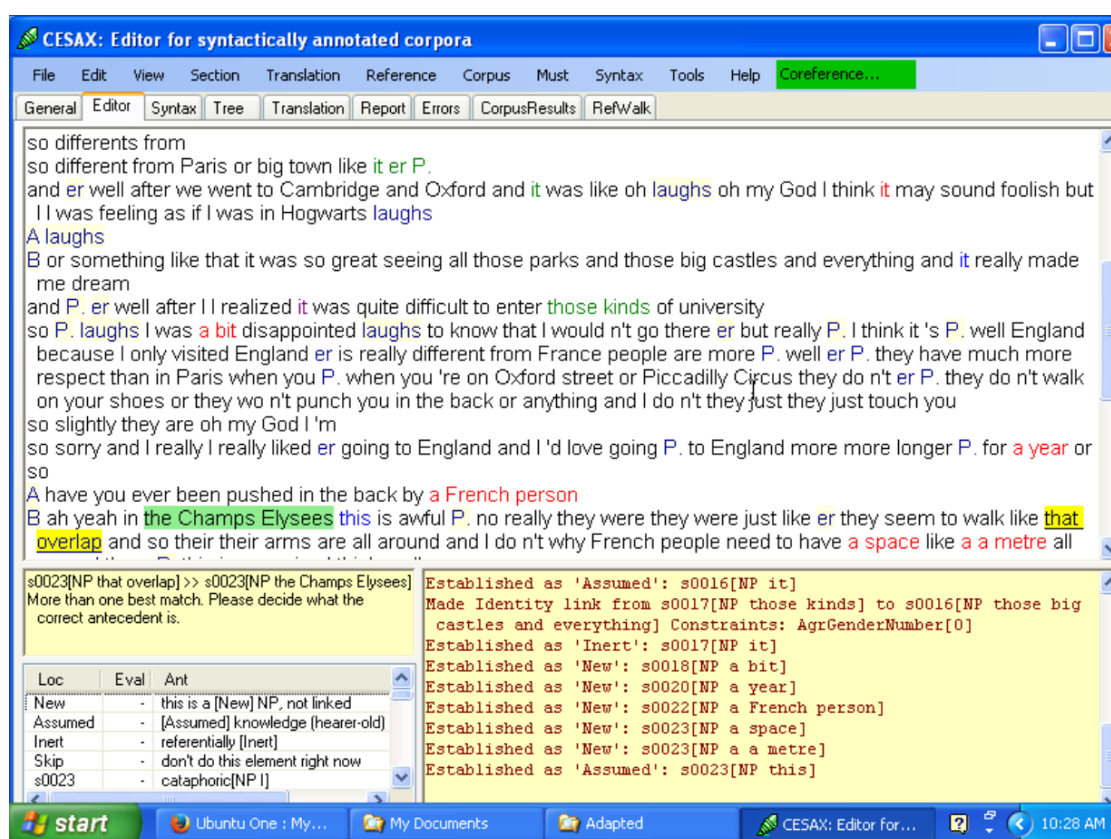 CESAX: Editor for syntactically annotated corpora
File Edit View Section Translation Reference Corpus Must Syntax Tools Help Coreference...
General Editor Syntax Tree Translation Report Errors CorpusResults RefWalk
so differents from
so different from Paris or big town like it er P.
and er well after we went to Cambridge and Oxford and it was like oh laughs oh my God I think it may sound foolish but
I I was feeling as if I was in Hogwarts laughs
A laughs
B or something like that it was so great seeing all those parks and those big castles and everything and it really made
me dream
and P. er well after I I realized it was quite difficult to enter those kinds of university
so P. laughs I was a bit disappointed laughs to know that I would n't go there er but really P. I think it 's P. well England
because I only visited England er is really different from France people are more P. well er P. they have much more
respect than in Paris when you P. when you 're on Oxford street or Piccadilly Circus they do n't er P. they do n't walk
on your shoes or they wo n't punch you in the back or anything and I do n't they just they just touch you
so slightly they are oh my God I 'm
so sorry and I really I really liked er going to England and I 'd love going P. to England more more longer P. for a year or
so
A have you ever been pushed in the back by a French person
B ah yeah in the Champs Elysees this is awful P. no really they were they were just like er they seem to walk like that
overlap and so their their arms are all around and I do n't why French people need to have a space like a a metre all
s0023[NP that overlap] >> s0023[NP the Champs Elysees]
More than one best match. Please decide what the
correct antecedent is.
Loc Eval Ant
New - this is a [New] NP, not linked
Assumed - [Assumed] knowledge (hearer-old)
Inert - referentially [Inert]
Skip - don't do this element right now
s0023 - cataphoric[NP I]
Established as 'Assumed': s0016[NP it]
Made Identity link from s0017[NP those kinds] to s0016[NP those big
castles and everything] Constraints: AgrGenderNumber[0]
Established as 'Inert': s0017[NP it]
Established as 'New': s0018[NP a bit]
Established as 'New': s0020[NP a year]
Established as 'New': s0022[NP a French person]
Established as 'New': s0023[NP a space]
Established as 'New': s0023[NP a a metre]
Established as 'Assumed': s0023[NP this]
start Ubuntu One : My... My Documents Adapted CESAX: Editor for... 10:28 AM